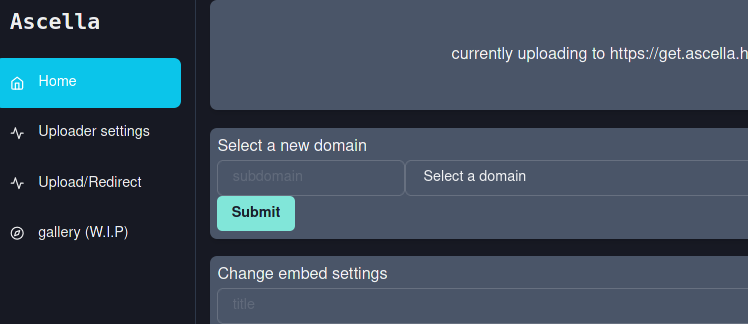 Ascella
Home
Uploader settings
Upload/Redirect
gallery (W.I.P)
currently uploading to https://get.ascella.h
Select a new domain
subdomain
Select a domain
Submit
Change embed settings
title